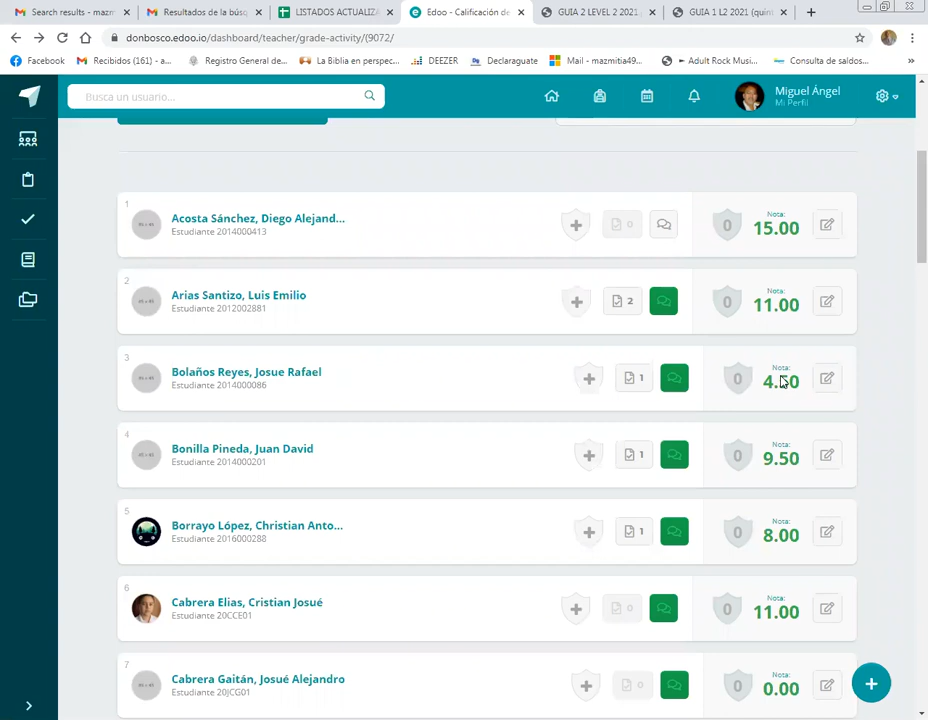 Search results - mazm
Resultados de la búsq
LISTADOS ACTUALIZA
Edoo - Calificación de
GUIA 2 LEVEL 2 2021
GUIA 1 L2 2021 (quin
donbosco.edoo.io/dashboard/teacher/grade-activity/(9072/
Facebook
Recibidos (161) - a...
Registro General de...
La Biblia en perspec...
DEEZER
Declaraguate
Mail - mazmitia49...
► Adult Rock Musi...
Consulta de saldos...
»
Busca un usuario...
Miguel Ángel
Mi Perfil
1
Acosta Sánchez, Diego Alejand...
Estudiante 2014000413
0
0
Nota:
15.00
2
Arias Santizo, Luis Emilio
Estudiante 2012002881
2
0
Nota:
11.00
3
Bolaños Reyes, Josue Rafael
Estudiante 2014000086
1
0
Nota:
4.50
4
Bonilla Pineda, Juan David
Estudiante 2014000201
1
0
Nota:
9.50
5
Borrayo López, Christian Anto...
Estudiante 2016000288
1
0
Nota:
8.00
6
Cabrera Elias, Cristian Josué
Estudiante 20CCE01
0
0
Nota:
11.00
7
Cabrera Gaitán, Josué Alejandro
Estudiante 20JCG01
0
0
Nota:
0.00